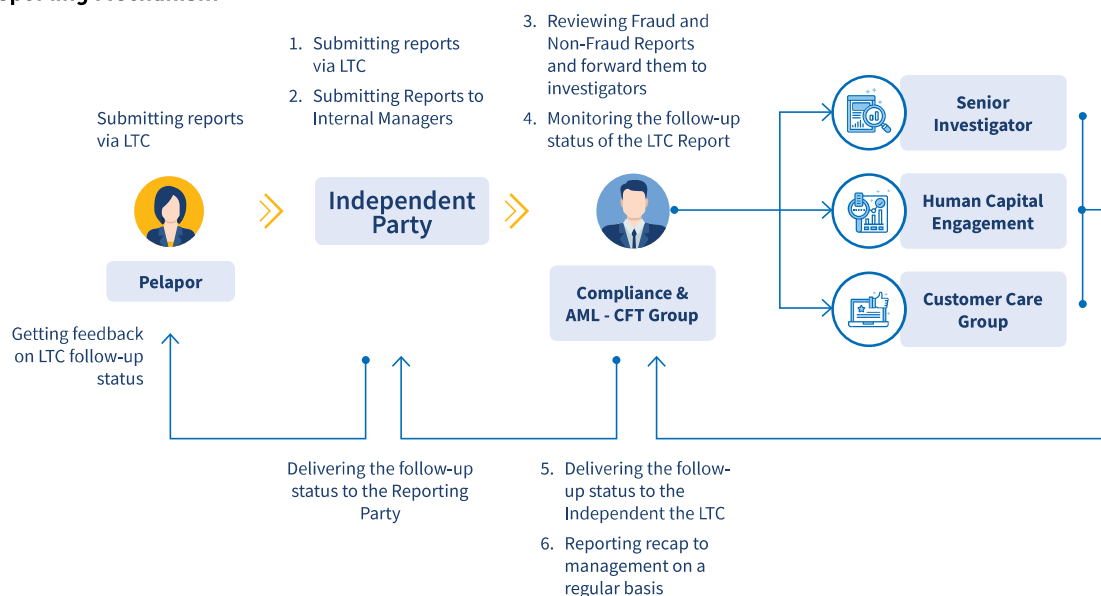 3. Reviewing Fraud and
Non-Fraud Reports
and forward them to
investigators
4. Monitoring the follow-up
status of the LTC Report
1. Submitting reports
via LTC
2. Submitting Reports to
Internal Managers
Submitting reports
via LTC
Senior
Investigator
Independent
Party
Human Capital
Engagement
Pelapor
Compliance &
AML - CFT Group
Customer Care
Group
Getting feedback
on LTC follow-up
status
Delivering the follow-up
status to the Reporting
Party
5. Delivering the follow-
up status to the
Independent the LTC
6. Reporting recap to
management on a
regular basis